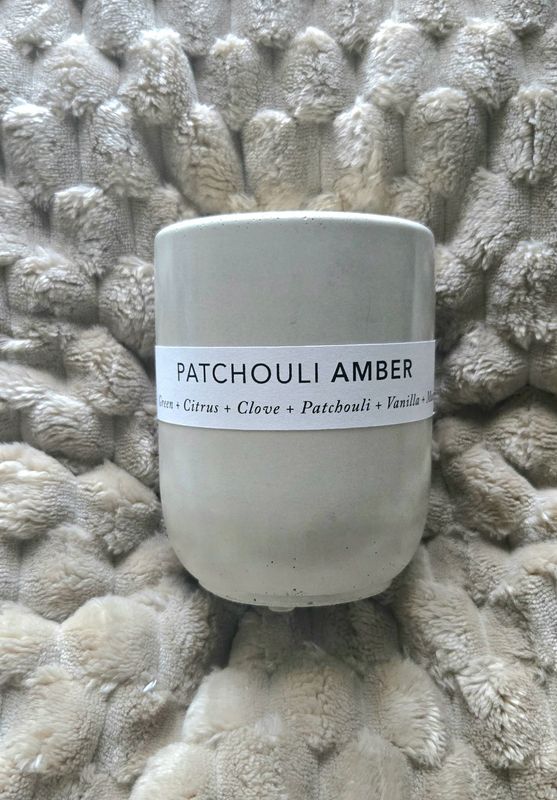 PATCHOULI AMBER
Green + Citrus + Clove + Patchouli + Vanilla +